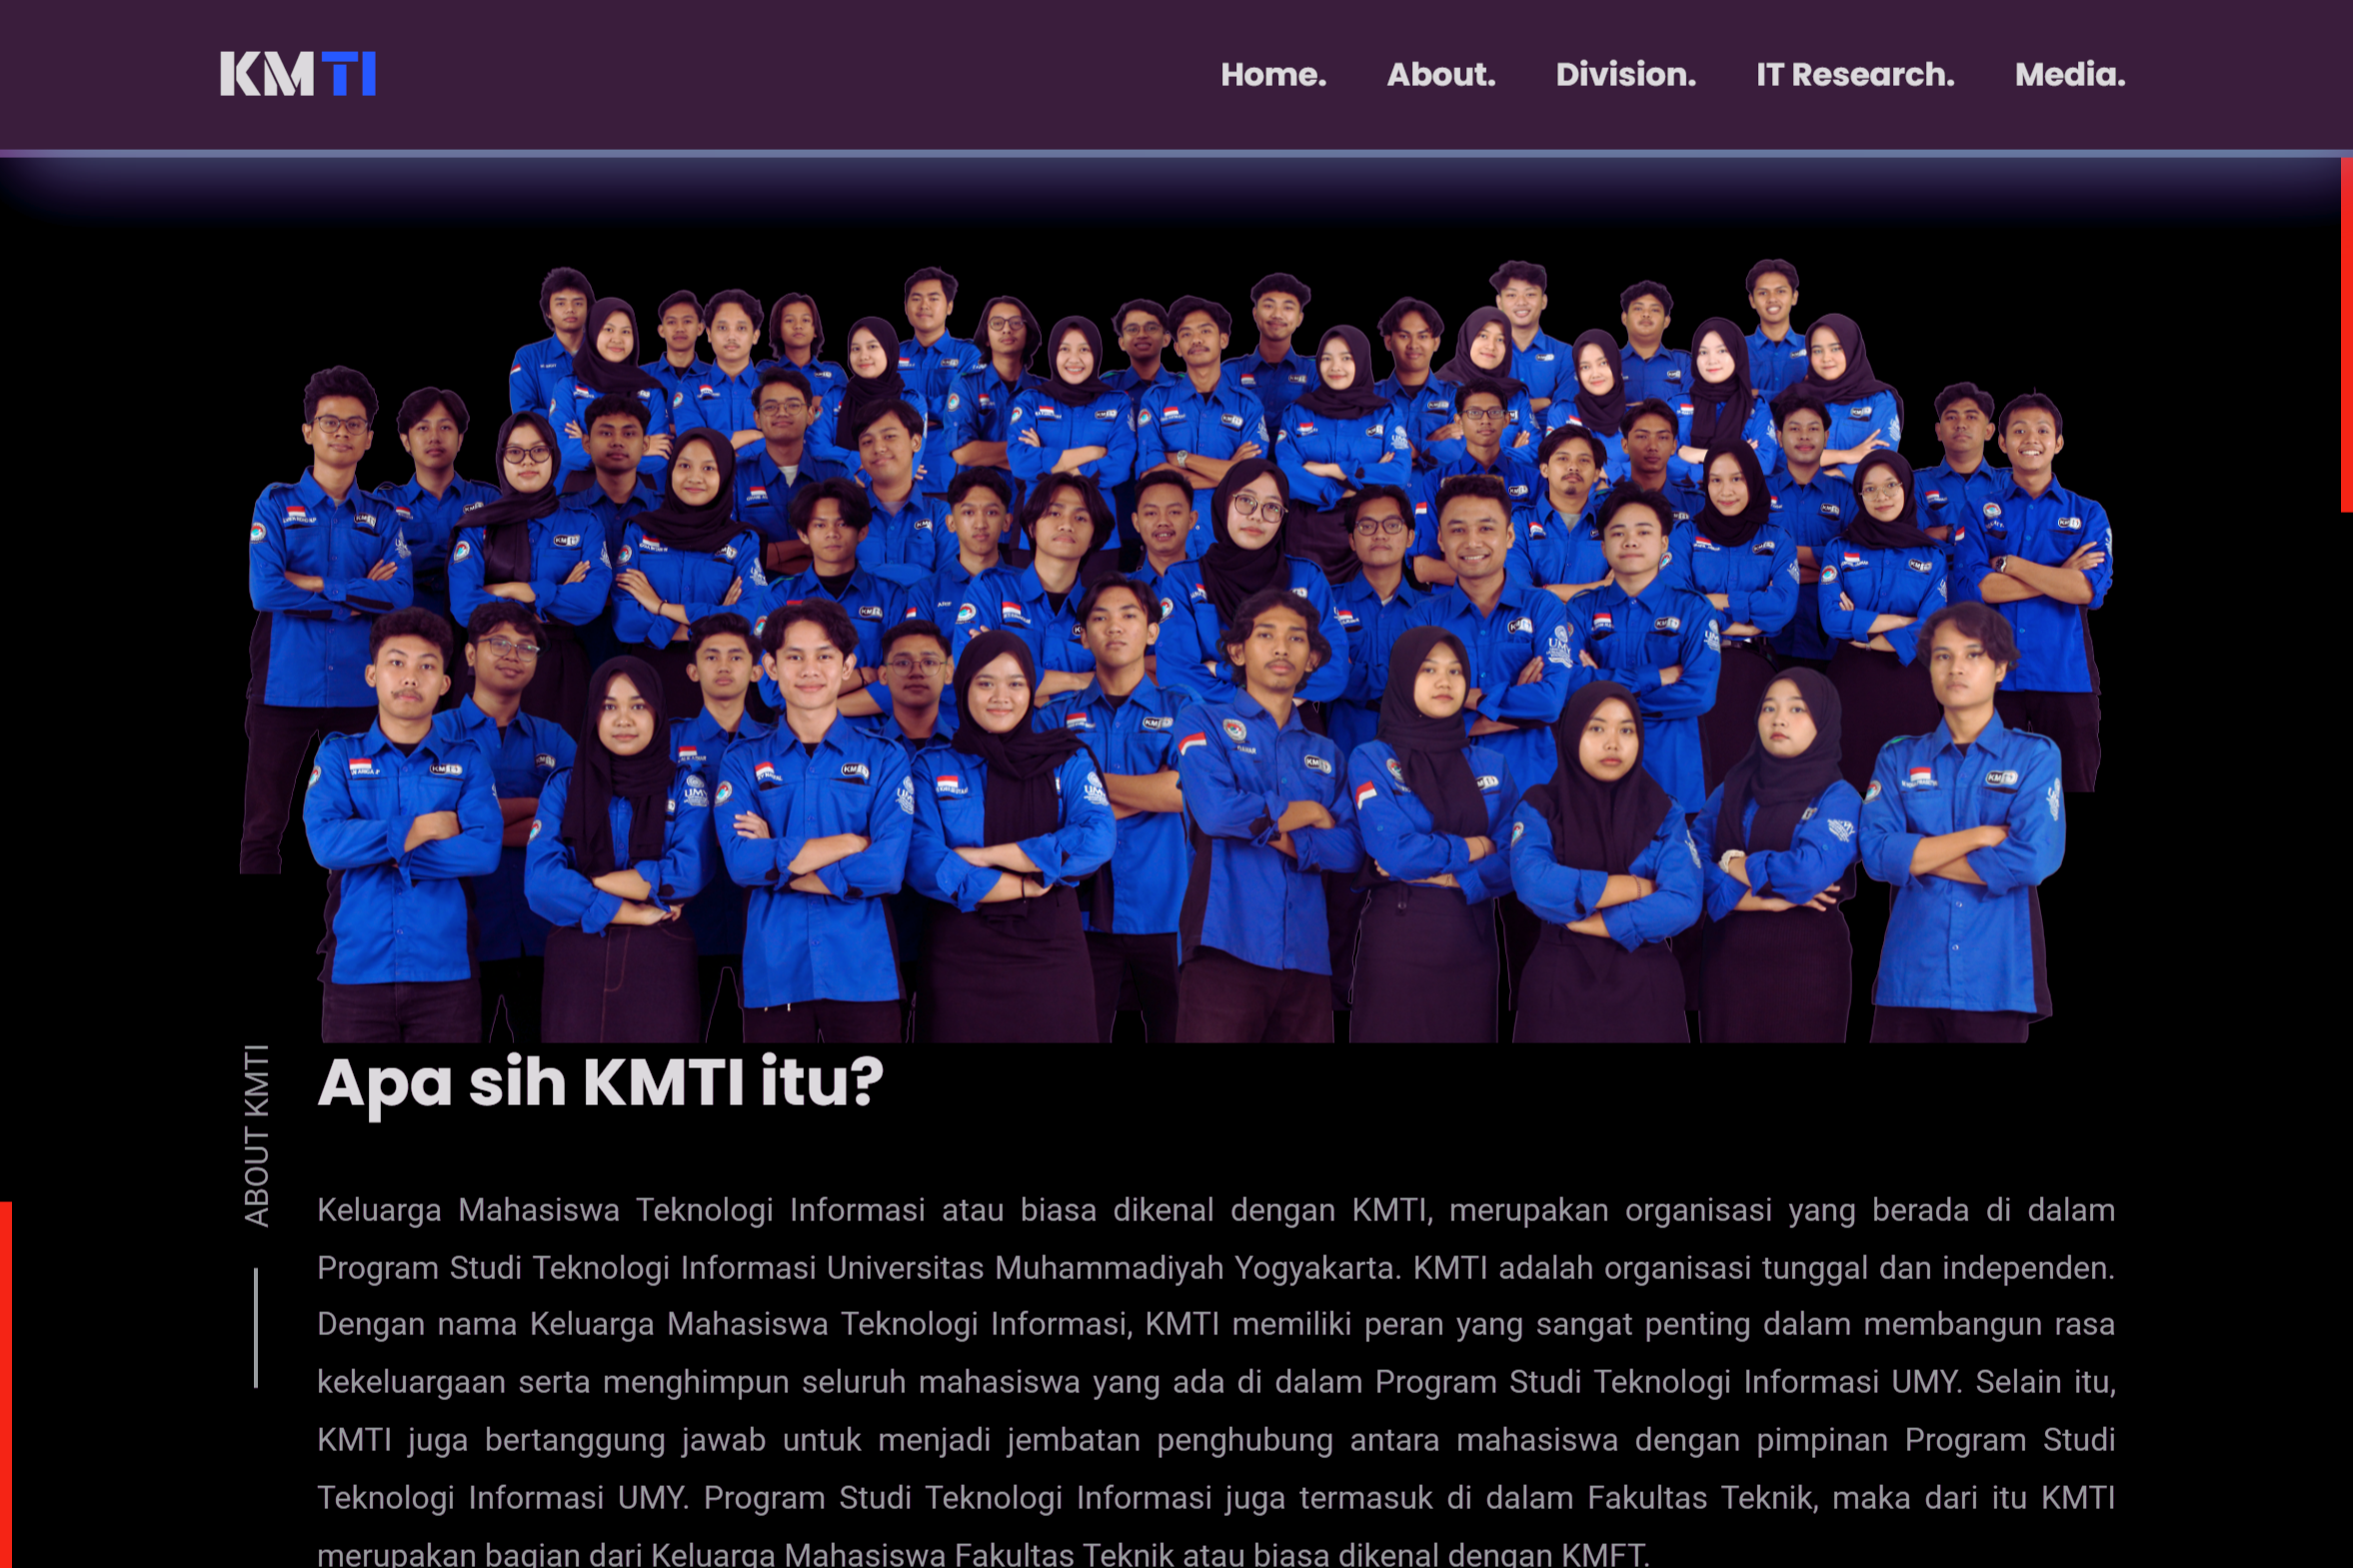 KMTI
Home. About. Division. IT Research. Media.
ABOUT KMTI
Apa sih KMTI itu?
Keluarga Mahasiswa Teknologi Informasi atau biasa dikenal dengan KMTI, merupakan organisasi yang berada di dalam
Program Studi Teknologi Informasi Universitas Muhammadiyah Yogyakarta. KMTI adalah organisasi tunggal dan independen.
Dengan nama Keluarga Mahasiswa Teknologi Informasi, KMTI memiliki peran yang sangat penting dalam membangun rasa
kekeluargaan serta menghimpun seluruh mahasiswa yang ada di dalam Program Studi Teknologi Informasi UMY. Selain itu,
KMTI juga bertanggung jawab untuk menjadi jembatan penghubung antara mahasiswa dengan pimpinan Program Studi
Teknologi Informasi UMY. Program Studi Teknologi Informasi juga termasuk di dalam Fakultas Teknik, maka dari itu KMTI
merupakan bagian dari Keluarga Mahasiswa Fakultas Teknik atau biasa dikenal dengan KMFT.